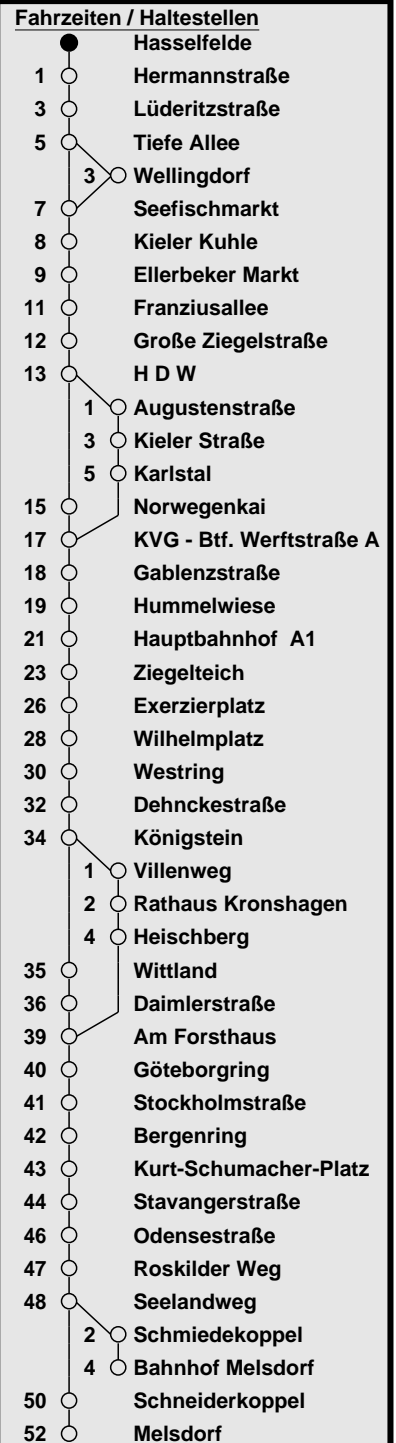 Fahrzeiten / Haltestellen
Hasselfelde
1 Hermannstraße
3 Lüderitzstraße
5 Tiefe Allee
3 Wellingdorf
7 Seefischmarkt
8 Kieler Kuhle
9 Ellerbeker Markt
11 Franziusallee
12 Große Ziegelstraße
13 H D W
1 Augustenstraße
3 Kieler Straße
5 Karlstal
15 Norwegenkai
17 KVG - Btf. Werftstraße A
18 Gablenzstraße
19 Hummelwiese
21 Hauptbahnhof A1
23 Ziegelteich
26 Exerzierplatz
28 Wilhelmplatz
30 Westring
32 Dehnckestraße
34 Königstein
1 Villenweg
2 Rathaus Kronshagen
4 Heischberg
35 Wittland
36 Daimlerstraße
39 Am Forsthaus
40 Göteborgring
41 Stockholmstraße
42 Bergenring
43 Kurt-Schumacher-Platz
44 Stavangerstraße
46 Odensestraße
47 Roskilder Weg
48 Seelandweg
2 Schmiedekoppel
4 Bahnhof Melsdorf
50 Schneiderkoppel
52 Melsdorf